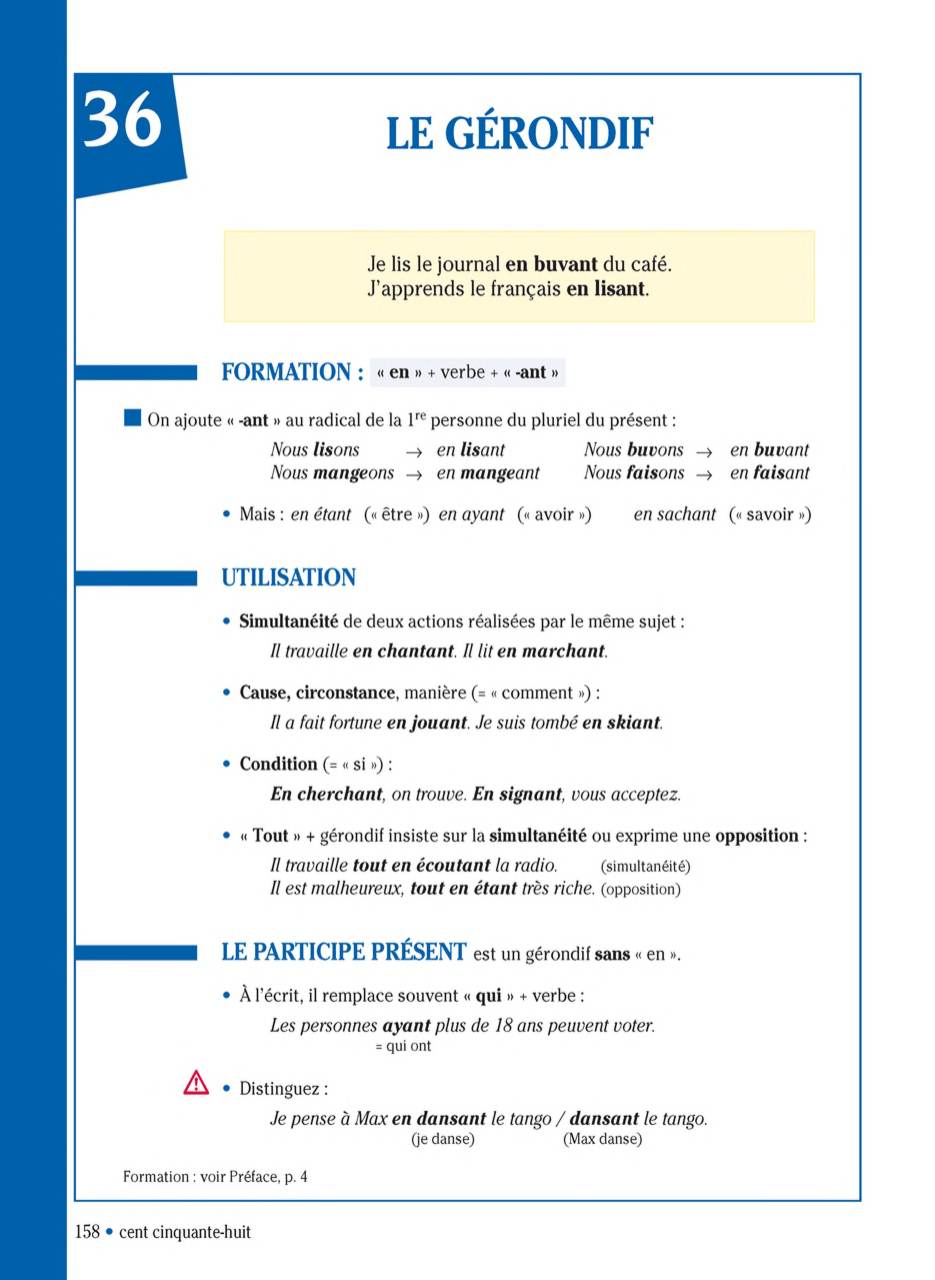 36
LE GÉRONDIF
Je lis le journal en buvant du café.
J'apprends le français en lisant.
FORMATION : « en » + verbe + « -ant »
On ajoute « -ant » au radical de la 1re personne du pluriel du présent :
Nous lisons → en lisant Nous buvons → en buvant
Nous mangeons → en mangeant Nous faisons → en faisant
• Mais : en étant (« être ») en ayant (« avoir ») en sachant (« savoir »)
UTILISATION
• Simultanéité de deux actions réalisées par le même sujet :
Il travaille en chantant. Il lit en marchant.
• Cause, circonstance, manière (= « comment ») :
Il a fait fortune en jouant. Je suis tombé en skiant.
• Condition (= « si ») :
En cherchant, on trouve. En signant, vous acceptez.
• « Tout » + gérondif insiste sur la simultanéité ou exprime une opposition :
Il travaille tout en écoutant la radio. (simultanéité)
Il est malheureux, tout en étant très riche. (opposition)
LE PARTICIPE PRÉSENT est un gérondif sans « en ».
• À l'écrit, il remplace souvent « qui » + verbe :
Les personnes ayant plus de 18 ans peuvent voter.
= qui ont
• Distinguez :
Je pense à Max en dansant le tango / dansant le tango.
(je danse) (Max danse)
Formation : voir Préface, p. 4
158 • cent cinquante-huit